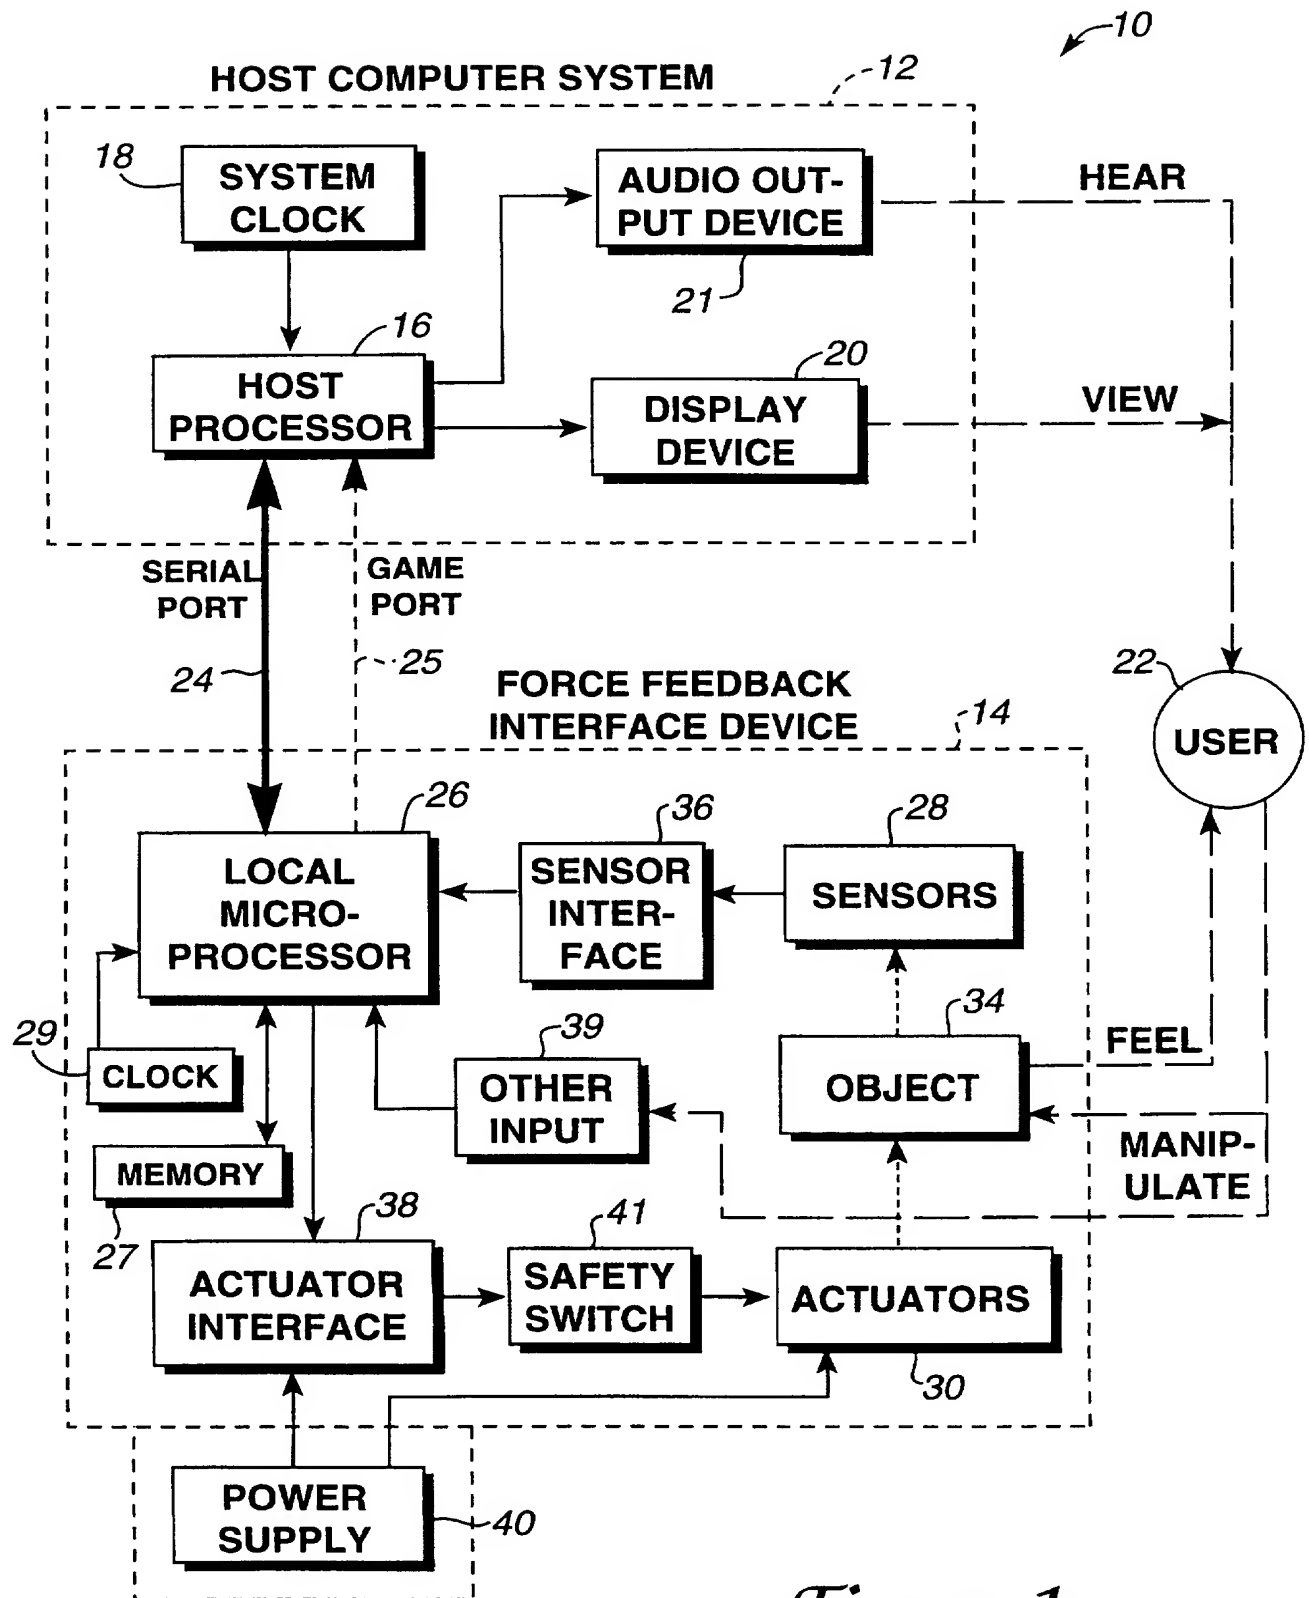 10
HOST COMPUTER SYSTEM
12
18
SYSTEM
CLOCK
AUDIO OUT-
PUT DEVICE
21
HEAR
16
HOST
PROCESSOR
20
DISPLAY
DEVICE
VIEW
SERIAL
PORT
GAME
PORT
24
25
FORCE FEEDBACK
INTERFACE DEVICE
14
22
USER
26
LOCAL
MICRO-
PROCESSOR
36
SENSOR
INTER-
FACE
28
SENSORS
29
CLOCK
39
OTHER
INPUT
34
OBJECT
FEEL
MANIP-
ULATE
MEMORY
27
38
ACTUATOR
INTERFACE
41
SAFETY
SWITCH
ACTUATORS
30
POWER
SUPPLY
40